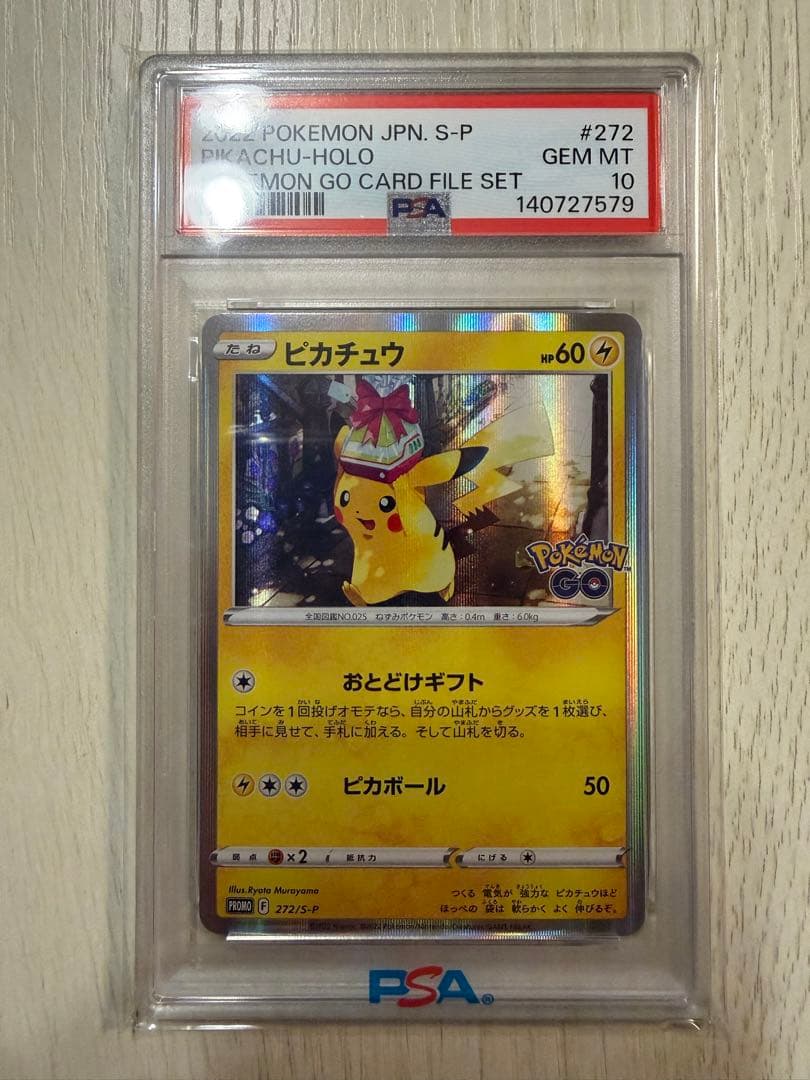 2022 POKEMON JPN. S-P #272
PIKACHU-HOLO GEM MT
POKEMON GO CARD FILE SET 10
PSA 140727579
たね ピカチュウ HP60
Pokémon
GO
全国図鑑NO.025 ねずみポケモン 高さ:0.4m 重さ:6.0kg
おとどけギフト
コインを1回投げオモテなら、自分の山札からグッズを1枚選び、
相手に見せて、手札に加える。そして山札を切る。
ピカボール 50
弱点 ×2 抵抗力 にげる
Illus.Ryota Murayama
つくる 電気が 強力な ピカチュウほど
PROMO F 272/S-P
ほっぺの 袋は 軟らかく よく 伸びるぞ。
PSA®